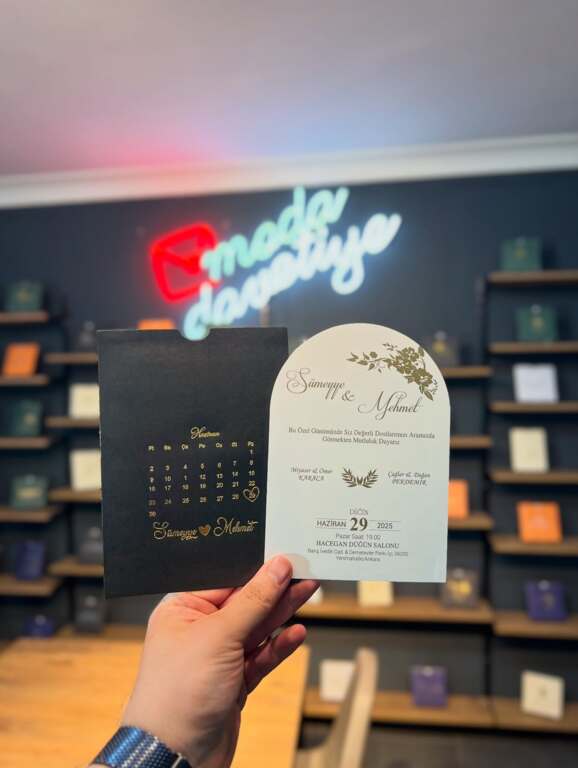 moda
davetiye
Haziran
Pt Sa Ça Pe Cu Ct Pz
1
2 3 4 5 6 7 8
9 10 11 12 13 14 15
16 17 18 19 20 21 22
23 24 25 26 27 28 29
30
Sümeyye Mehmet
Sümeyye
&
Mehmet
Bu Özel Günümüzde Siz Değerli Dostlarımızı Aramızda
Görmekten Mutluluk Duyarız
Niyaser & Ömer
KARACA
Çağlar & Doğan
PEKDEMİR
DÜĞÜN
HAZİRAN 29 2025
Pazar Saat: 19.00
HACEGAN DÜĞÜN SALONU
Yenimahalle/Ankara